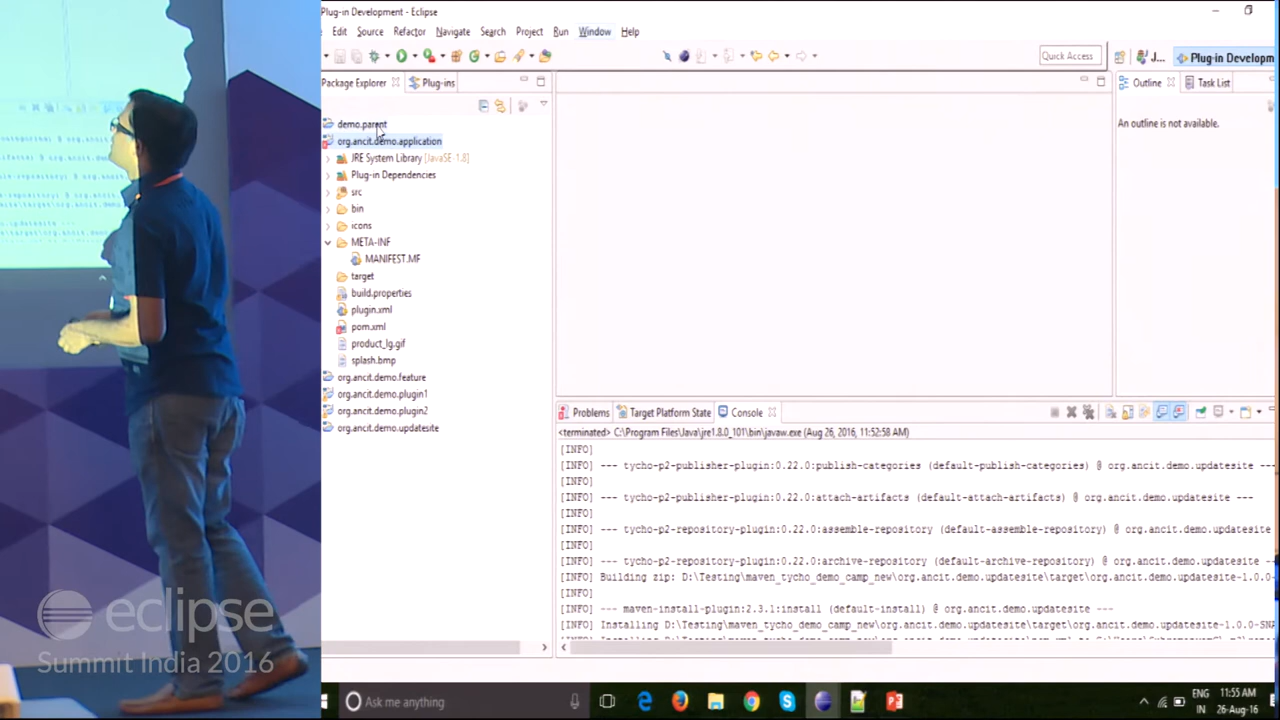 Plug-in Development - Eclipse
Edit Source Refactor Navigate Search Project Run Window Help
Quick Access
J...
Plug-in Developm
Package Explorer
Plug-ins
Outline
Task List
demo.parent
An outline is not available.
org.ancit.demo.application
JRE System Library [JavaSE-1.8]
Plug-in Dependencies
src
bin
icons
META-INF
MANIFEST.MF
target
build.properties
plugin.xml
pom.xml
product_lg.gif
splash.bmp
org.ancit.demo.feature
org.ancit.demo.plugin1
org.ancit.demo.plugin2
org.ancit.demo.updatesite
Problems Target Platform State Console
<terminated> C:\Program Files\Java\jre1.8.0_101\bin\javaw.exe (Aug 26, 2016, 11:52:58 AM)
[INFO]
[INFO] --- tycho-p2-publisher-plugin:0.22.0:publish-categories (default-publish-categories) @ org.ancit.demo.updatesite ---
[INFO]
[INFO] --- tycho-p2-publisher-plugin:0.22.0:attach-artifacts (default-attach-artifacts) @ org.ancit.demo.updatesite ---
[INFO]
[INFO] --- tycho-p2-repository-plugin:0.22.0:assemble-repository (default-assemble-repository) @ org.ancit.demo.updatesite
[INFO]
[INFO] --- tycho-p2-repository-plugin:0.22.0:archive-repository (default-archive-repository) @ org.ancit.demo.updatesite --
[INFO] Building zip: D:\Testing\maven_tycho_demo_camp_new\org.ancit.demo.updatesite\target\org.ancit.demo.updatesite-1.0.0-
[INFO]
[INFO] --- maven-install-plugin:2.3.1:install (default-install) @ org.ancit.demo.updatesite ---
[INFO] Installing D:\Testing\maven_tycho_demo_camp_new\org.ancit.demo.updatesite\target\org.ancit.demo.updatesite-1.0.0-SNA
eclipse
Summit India 2016
Ask me anything
ENG
IN
11:55 AM
26-Aug-16